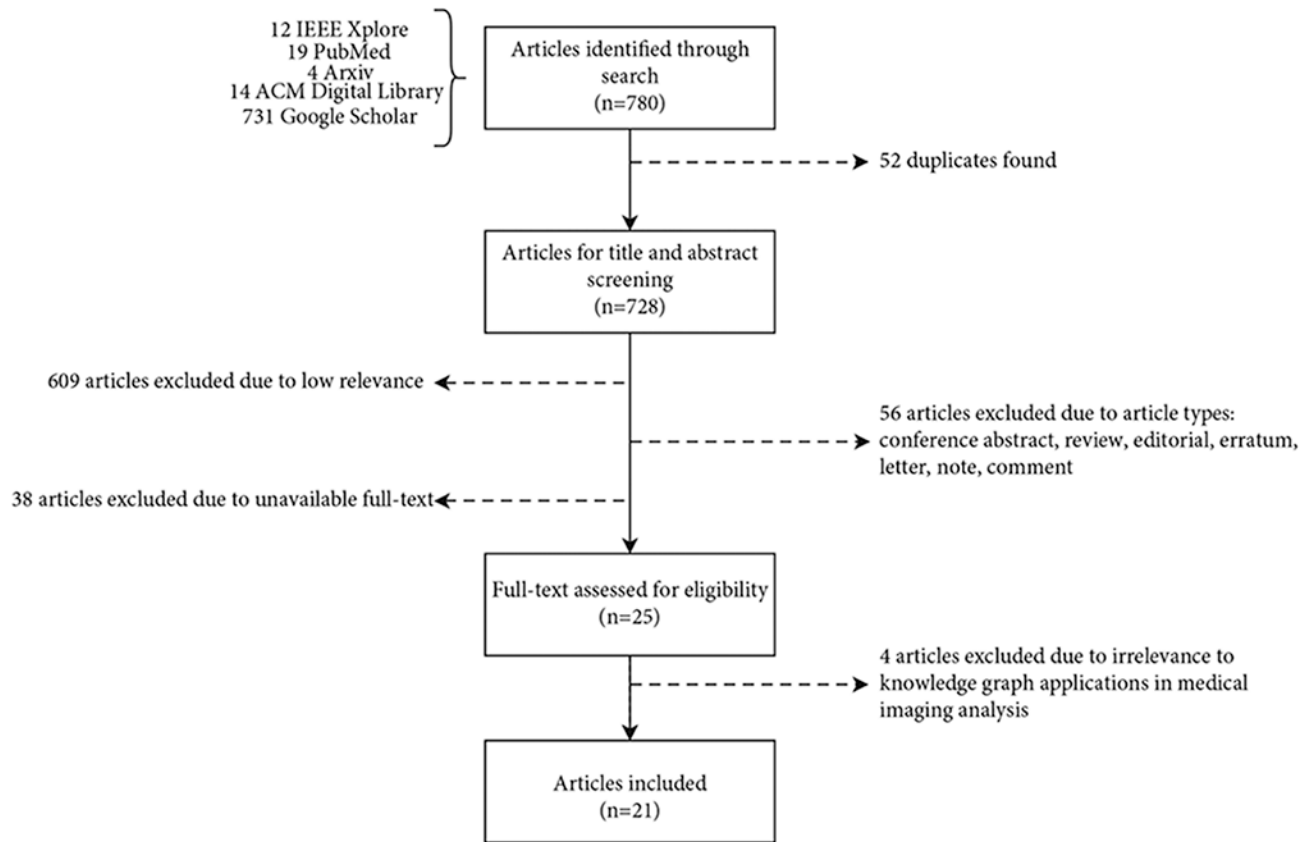 12 IEEE Xplore
19 PubMed
4 Arxiv
14 ACM Digital Library
731 Google Scholar
Articles identified through
search
(n=780)
52 duplicates found
Articles for title and abstract
screening
(n=728)
609 articles excluded due to low relevance
56 articles excluded due to article types:
conference abstract, review, editorial, erratum,
letter, note, comment
38 articles excluded due to unavailable full-text
Full-text assessed for eligibility
(n=25)
4 articles excluded due to irrelevance to
knowledge graph applications in medical
imaging analysis
Articles included
(n=21)